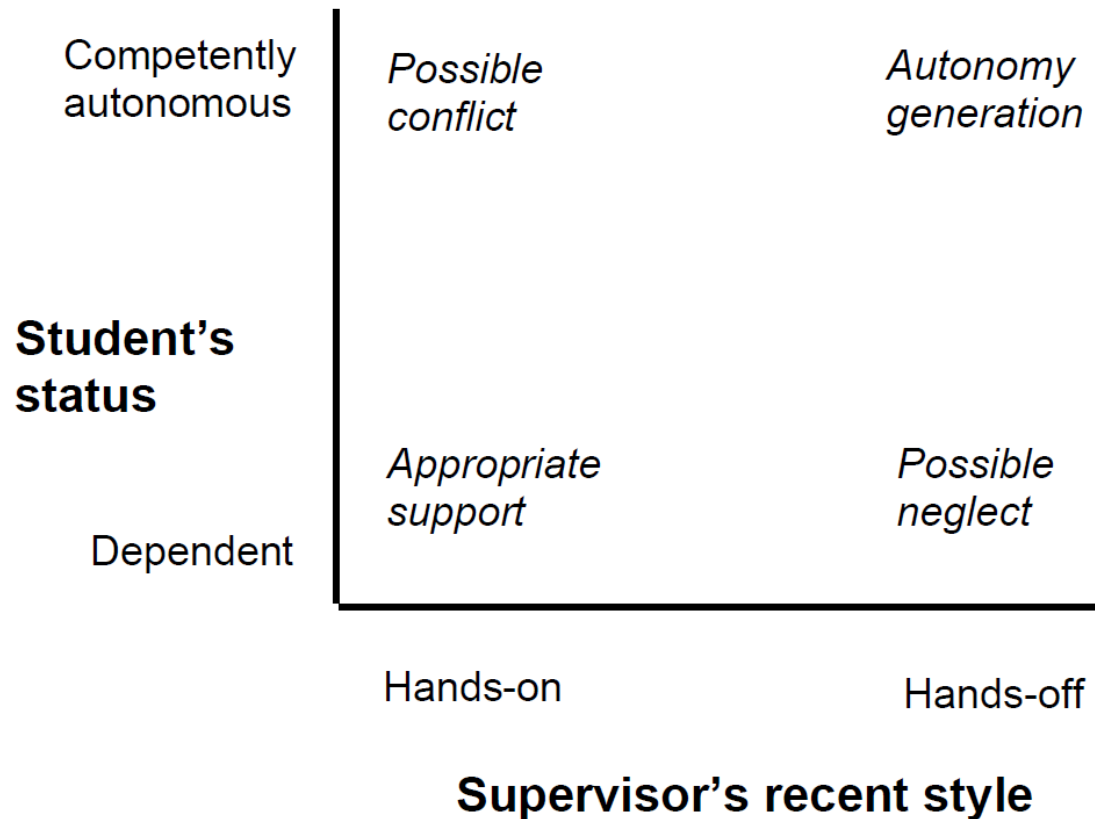 Competently
autonomous
Possible
conflict
Autonomy
generation
Student’s
status
Appropriate
support
Possible
neglect
Dependent
Hands-on
Hands-off
Supervisor’s recent style